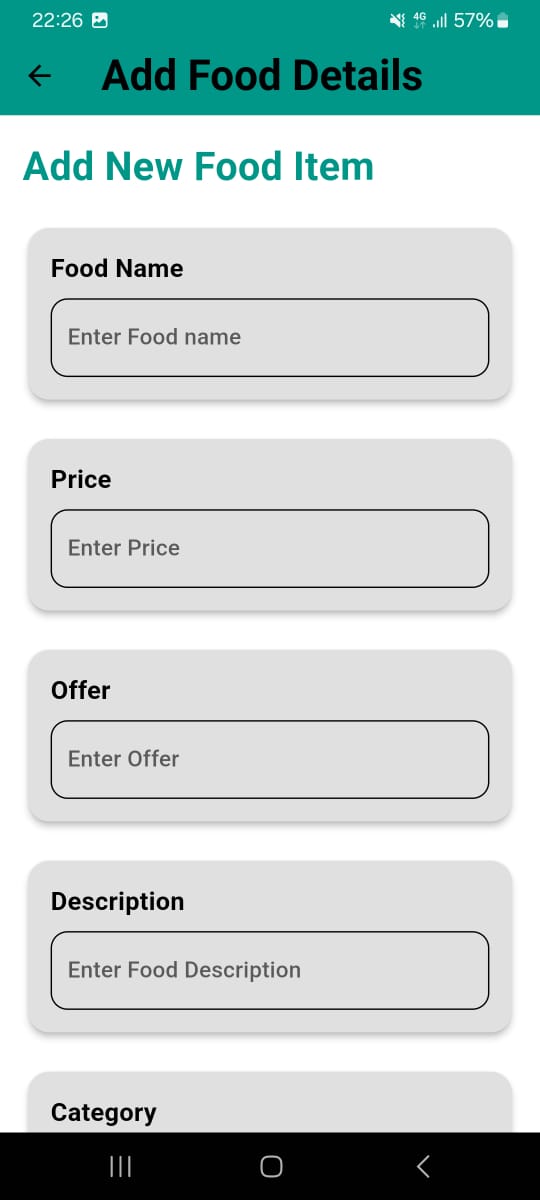 22:26 4G 57%
Add Food Details
Add New Food Item
Food Name
Enter Food name
Price
Enter Price
Offer
Enter Offer
Description
Enter Food Description
Category